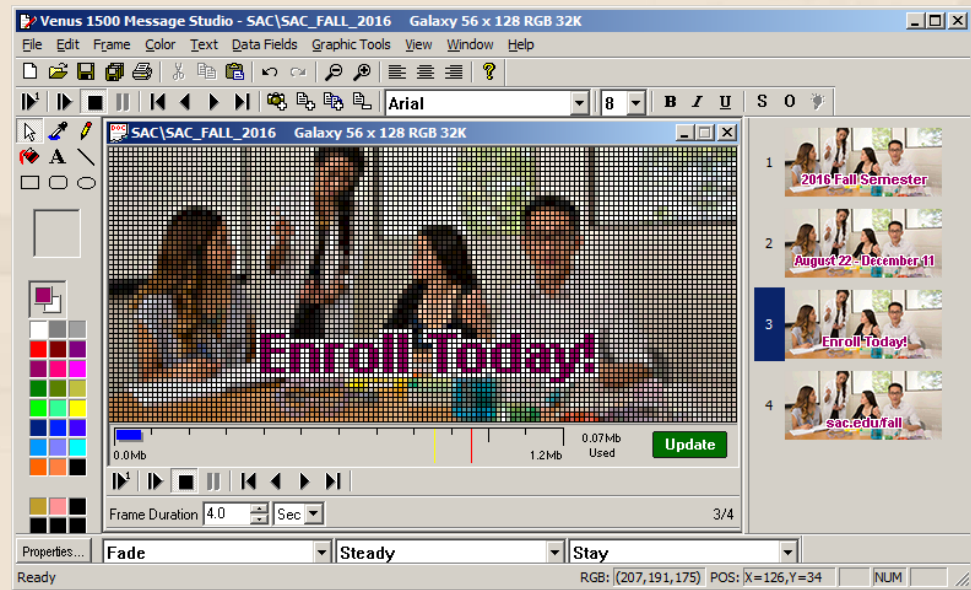 Venus 1500 Message Studio - SAC\SAC_FALL_2016 Galaxy 56 x 128 RGB 32K
File Edit Frame Color Text Data Fields Graphic Tools View Window Help
Arial 8 B I U S O
SAC\SAC_FALL_2016 Galaxy 56 x 128 RGB 32K
A
Enroll Today!
0.0Mb 1.2Mb 0.07Mb Used Update
Frame Duration 4.0 Sec 3/4
1 2016 Fall Semester
2 August 22 - December 11
3 Enroll Today!
4 sac.edu/fall
Properties... Fade Steady Stay
Ready RGB: (207,191,175) POS: X=126,Y=34 NUM